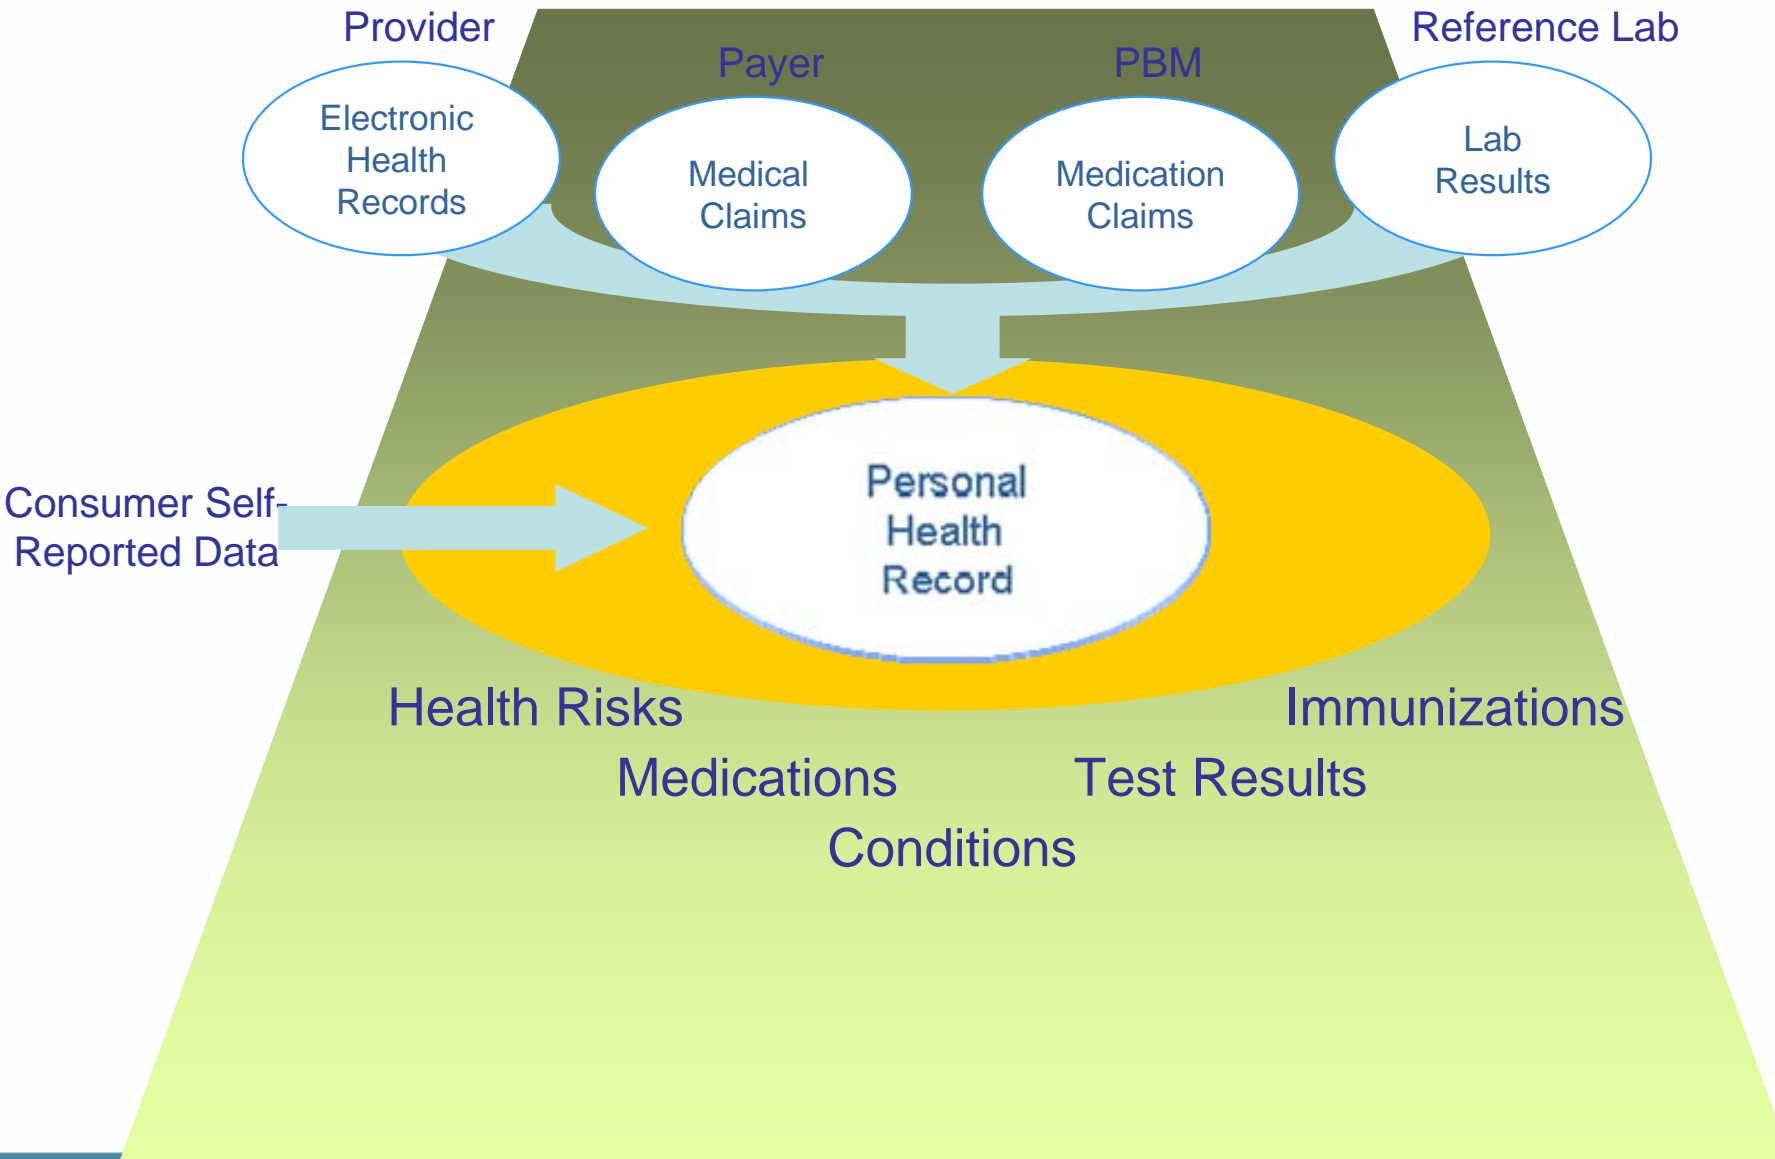 Provider
Payer
PBM
Reference Lab
Electronic
Health
Records
Medical
Claims
Medication
Claims
Lab
Results
Personal
Health
Record
Consumer Self-
Reported Data
Health Risks
Immunizations
Medications
Test Results
Conditions